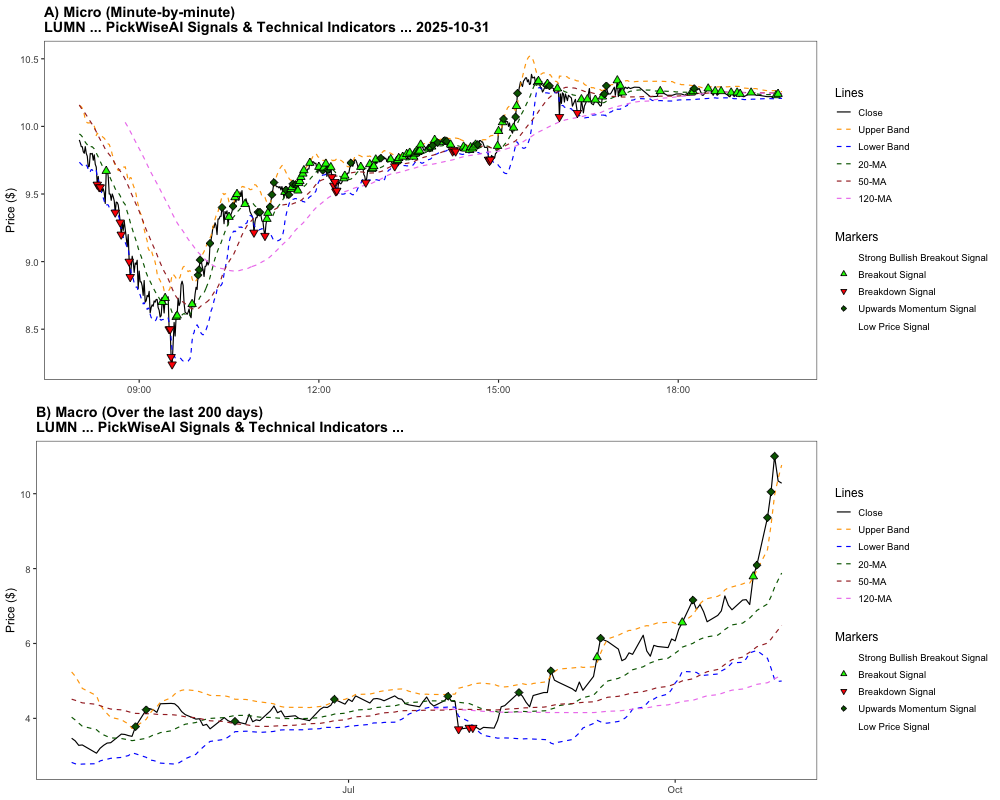 A) Micro (Minute-by-minute)
LUMN ... PickWiseAI Signals & Technical Indicators ... 2025-10-31
Price ($)
10.5
10.0
9.5
9.0
8.5
09:00
12:00
15:00
18:00
Lines
Close
Upper Band
Lower Band
20-MA
50-MA
120-MA
Markers
Strong Bullish Breakout Signal
Breakout Signal
Breakdown Signal
Upwards Momentum Signal
Low Price Signal
B) Macro (Over the last 200 days)
LUMN ... PickWiseAI Signals & Technical Indicators ...
Price ($)
10
8
6
4
Jul
Oct
Lines
Close
Upper Band
Lower Band
20-MA
50-MA
120-MA
Markers
Strong Bullish Breakout Signal
Breakout Signal
Breakdown Signal
Upwards Momentum Signal
Low Price Signal